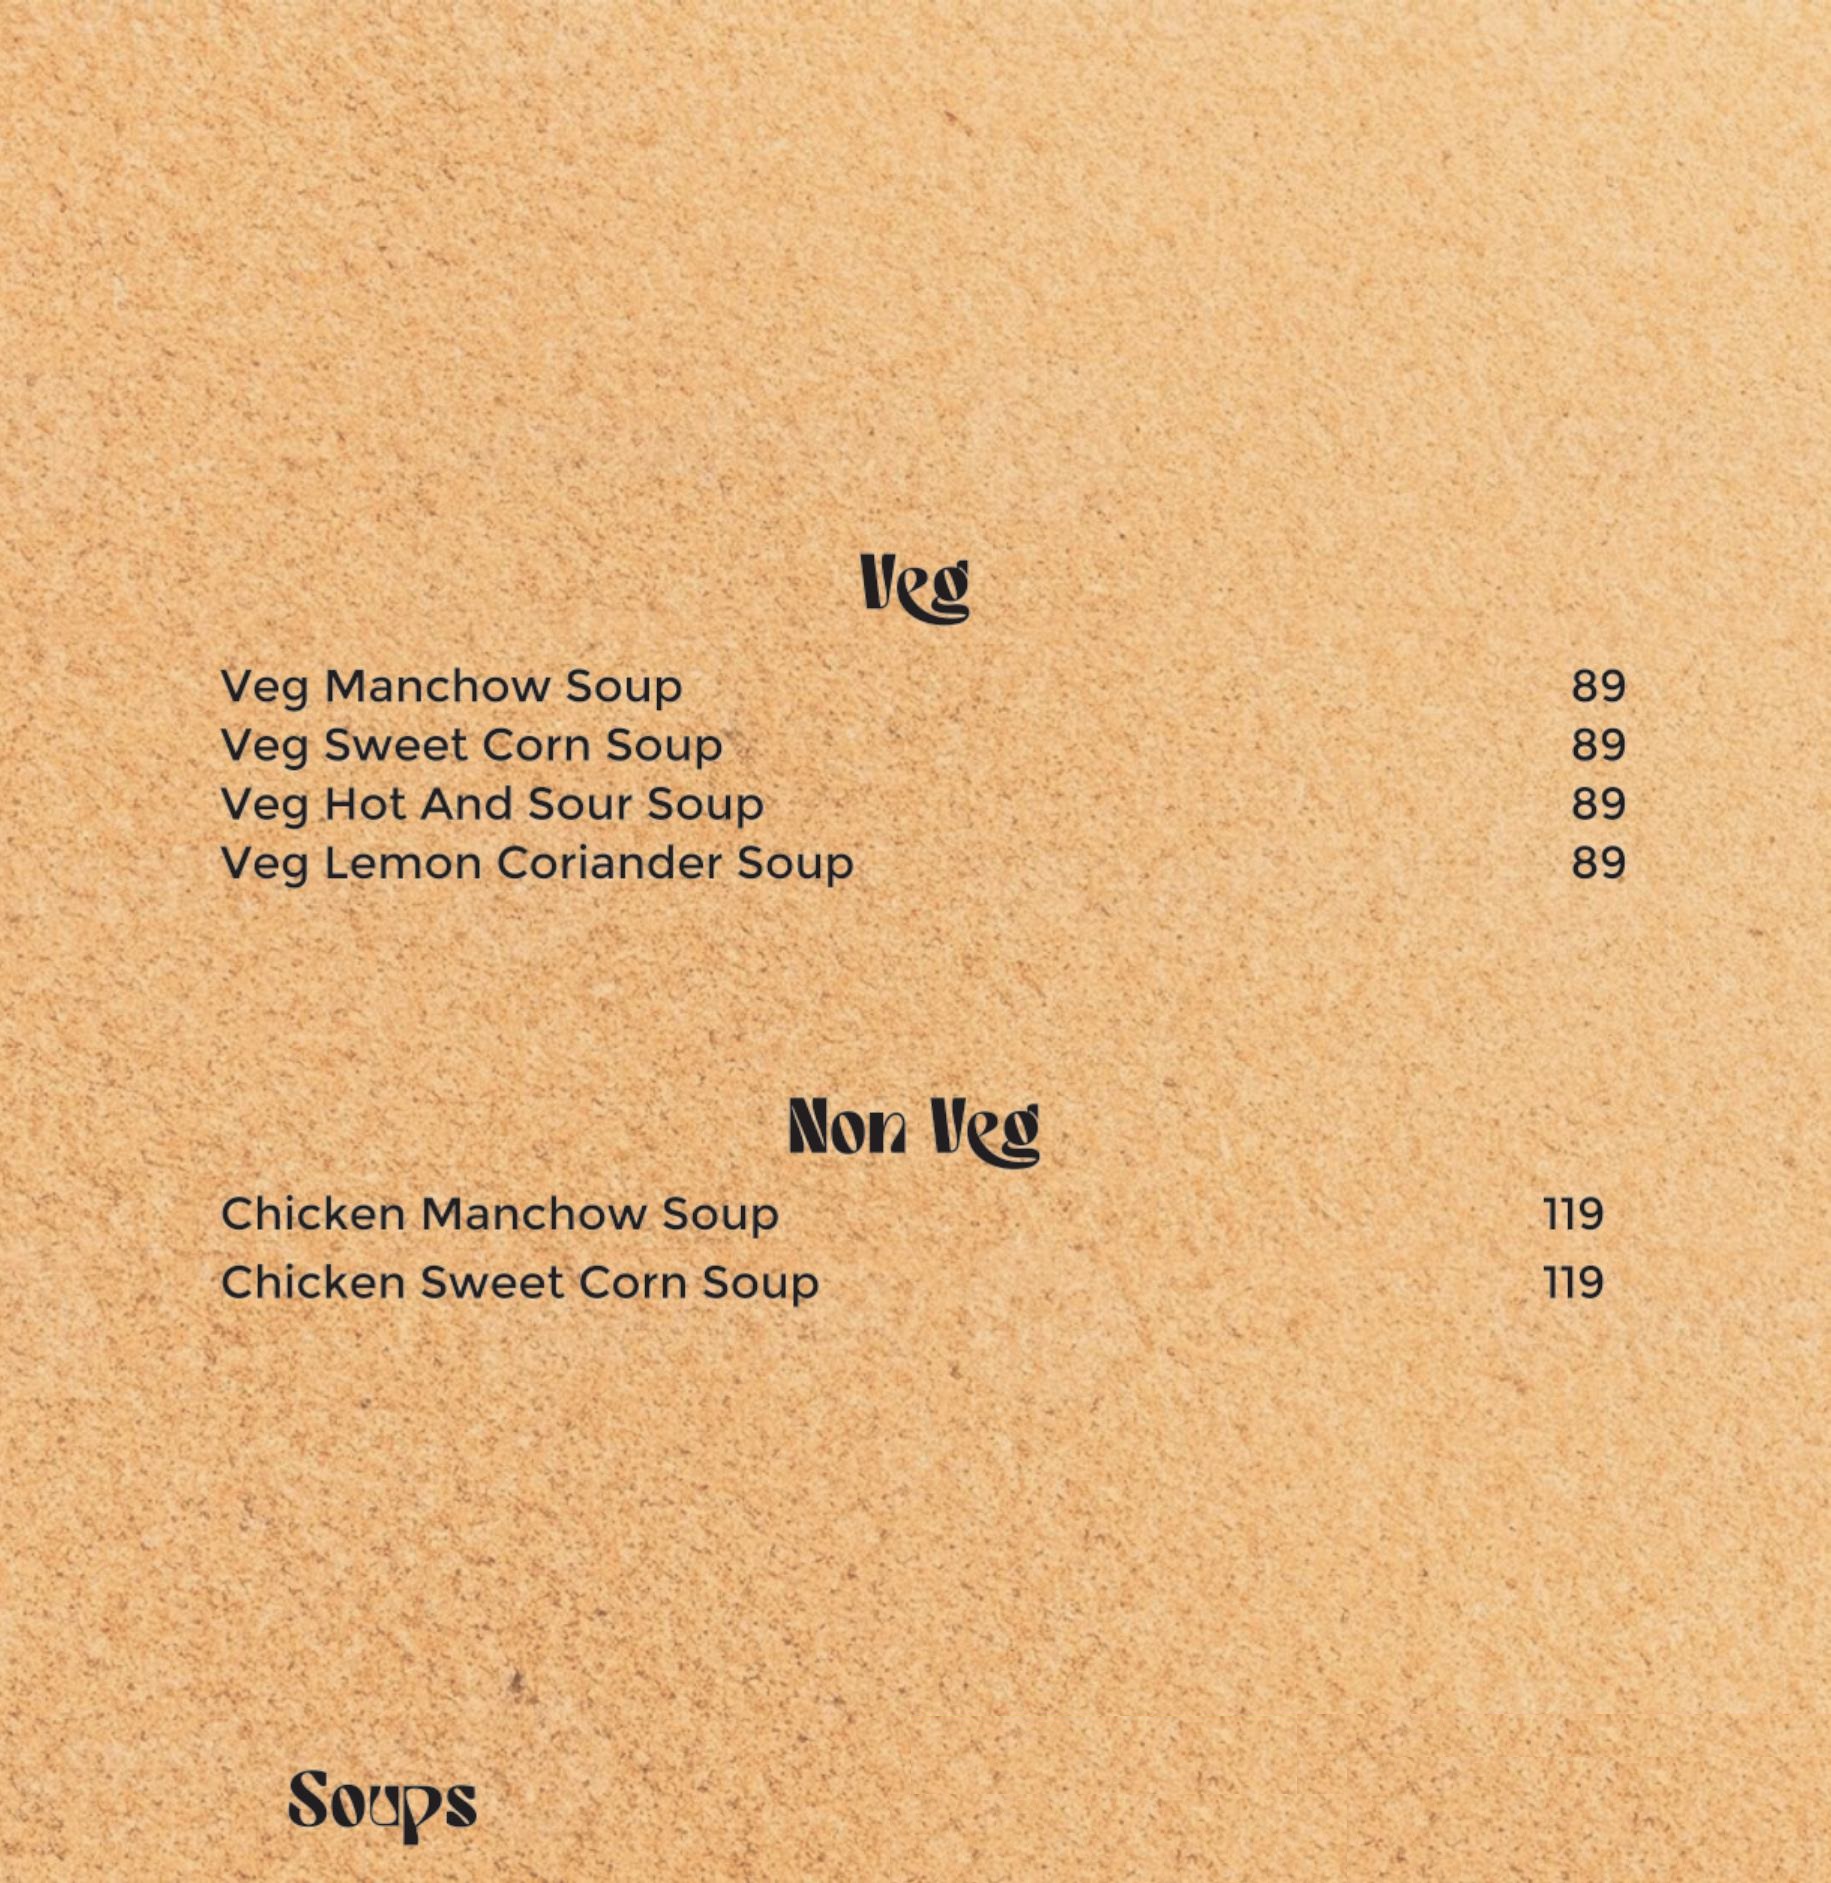 Veg
Veg Manchow Soup 89
Veg Sweet Corn Soup 89
Veg Hot And Sour Soup 89
Veg Lemon Coriander Soup 89
Non Veg
Chicken Manchow Soup 119
Chicken Sweet Corn Soup 119
Soups